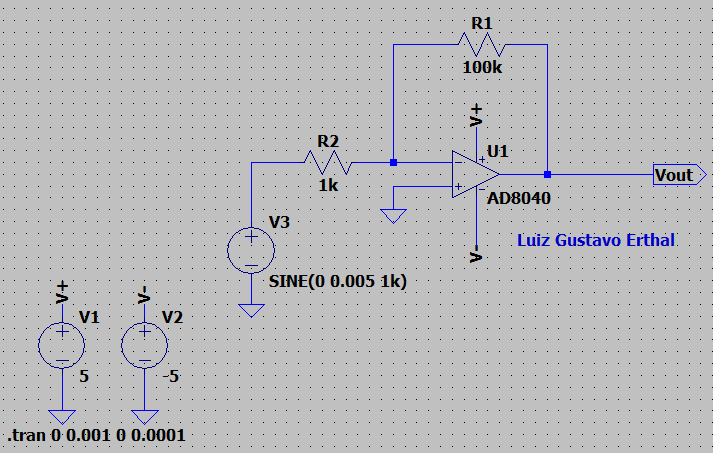 R1
100k
V+
R2
1k
U1
- +
+ -
AD8040
Vout
V3
+
-
SINE(0 0.005 1k)
V-
Luiz Gustavo Erthal
V+
V-
V1
+
-
5
V2
+
-
-5
.tran 0 0.001 0 0.0001